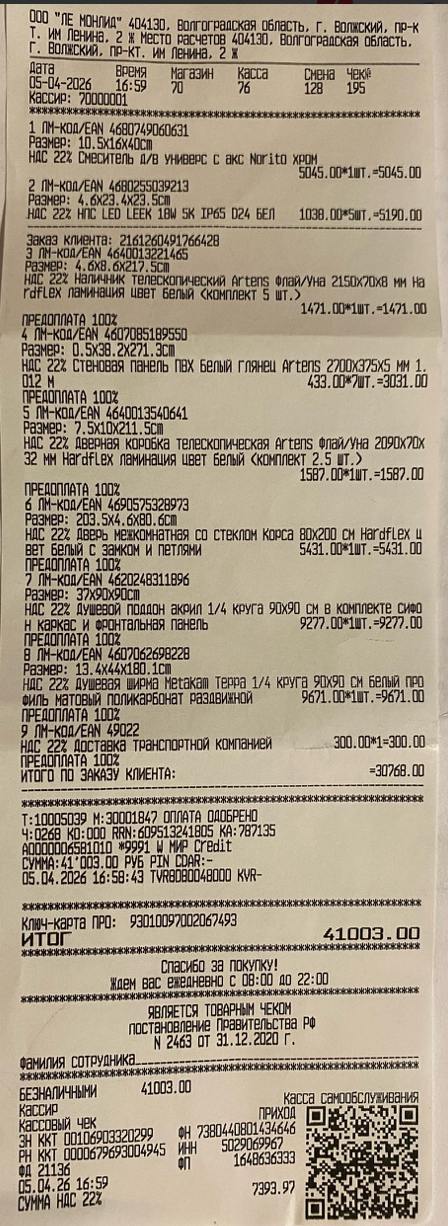 ООО "ЛЕ МОНЛИД" 404130, Волгоградская область, г. Волжский, пр-к
т. им Ленина, 2 ж Место расчетов 404130, Волгоградская область,
г. Волжский, пр-кт. им Ленина, 2 ж
Дата Время Магазин Касса Смена Чек№
05-04-2026 16:59 70 76 128 195
Кассир: 70000001
************************************************
1 ЛМ-код/EAN 4680749060631
Размер: 10.5x16x40cm
НДС 22% Смеситель д/в универс с акс Norito хром
5045.00*1шт.=5045.00
2 ЛМ-код/EAN 4680255039213
Размер: 4.6x23.4x23.5cm
НДС 22% НПС LED LEEK 18W 5K IP65 D24 БЕЛ 1038.00*5шт.=5190.00
------------------------------------------------
Заказ клиента: 2161260491766428
3 ЛМ-код/EAN 4640013221465
Размер: 4.6x8.6x217.5cm
НДС 22% Наличник телескопический Artens Флай/Уна 2150х70х8 мм Ha
rdFlex ламинация цвет белый (комплект 5 шт.)
1471.00*1шт.=1471.00
ПРЕДОПЛАТА 100%
4 ЛМ-код/EAN 4607085189550
Размер: 0.5x38.2x271.3cm
НДС 22% Стеновая панель ПВХ Белый глянец Artens 2700х375х5 мм 1.
012 м 433.00*7шт.=3031.00
ПРЕДОПЛАТА 100%
5 ЛМ-код/EAN 4640013540641
Размер: 7.5x10x211.5cm
НДС 22% Дверная коробка телескопическая Artens Флай/Уна 2090х70х
32 мм HardFlex ламинация цвет белый (комплект 2.5 шт.)
1587.00*1шт.=1587.00
ПРЕДОПЛАТА 100%
6 ЛМ-код/EAN 4690575328973
Размер: 203.5x4.6x80.6cm
НДС 22% Дверь межкомнатная со стеклом Корса 80х200 см HardFlex ц
вет белый с замком и петлями 5431.00*1шт.=5431.00
ПРЕДОПЛАТА 100%
7 ЛМ-код/EAN 4620248311896
Размер: 37x90x90cm
НДС 22% Душевой поддон акрил 1/4 круга 90х90 см в комплекте сифо
н каркас и фронтальная панель 9277.00*1шт.=9277.00
ПРЕДОПЛАТА 100%
8 ЛМ-код/EAN 4607062698228
Размер: 13.4x44x180.1cm
НДС 22% Душевая ширма Metakam Терра 1/4 круга 90х90 см белый про
филь матовый поликарбонат раздвижной 9671.00*1шт.=9671.00
ПРЕДОПЛАТА 100%
9 ЛМ-код/EAN 49022
НДС 22% Доставка транспортной компанией 300.00*1=300.00
ПРЕДОПЛАТА 100%
ИТОГО ПО ЗАКАЗУ КЛИЕНТА: =30768.00
------------------------------------------------
************************************************
Т:10005039 М:30001847 ОПЛАТА ОДОБРЕНО
Ч:0268 КО:000 RRN:609513241805 КА:787135
A0000006581010 *9991 W МИР Credit
СУММА:41'003.00 РУБ PIN CDAR:-
05.04.2026 16:58:43 TVR8080048000 KVR-
************************************************
Ключ-карта ПРО: 93010097002067493
ИТОГ 41003.00
************************************************
Спасибо за покупку!
Ждем вас ежедневно с 08:00 до 22:00
************************************************
ЯВЛЯЕТСЯ ТОВАРНЫМ ЧЕКОМ
постановление Правительства РФ
N 2463 от 31.12.2020 г.
Фамилия сотрудника______________________________
************************************************
БЕЗНАЛИЧНЫМИ 41003.00
Касса самообслуживания
Кассир ПРИХОД
Кассовый чек ФН 7380440801434646
ЗН ККТ 00106903320299 ИНН 5029069967
РН ККТ 0000679693004945 ФП 1648636333
ФД 21136
05.04.26 16:59
СУММА НДС 22% 7393.97